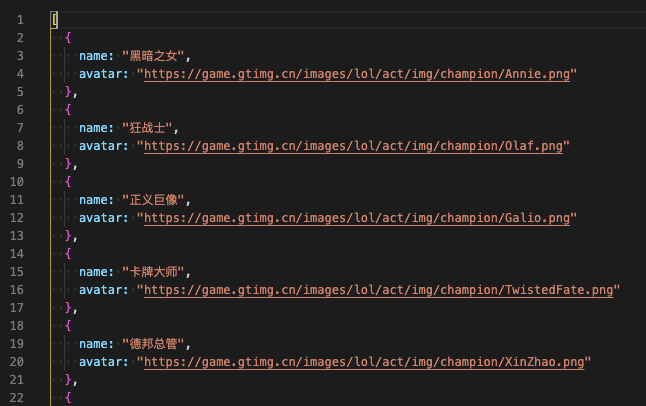 1 [
2 {
3 name: "黑暗之女",
4 avatar: "https://game.gtimg.cn/images/lol/act/img/champion/Annie.png"
5 },
6 {
7 name: "狂战士",
8 avatar: "https://game.gtimg.cn/images/lol/act/img/champion/Olaf.png"
9 },
10 {
11 name: "正义巨像",
12 avatar: "https://game.gtimg.cn/images/lol/act/img/champion/Galio.png"
13 },
14 {
15 name: "卡牌大师",
16 avatar: "https://game.gtimg.cn/images/lol/act/img/champion/TwistedFate.png"
17 },
18 {
19 name: "德邦总管",
20 avatar: "https://game.gtimg.cn/images/lol/act/img/champion/XinZhao.png"
21 },
22 {